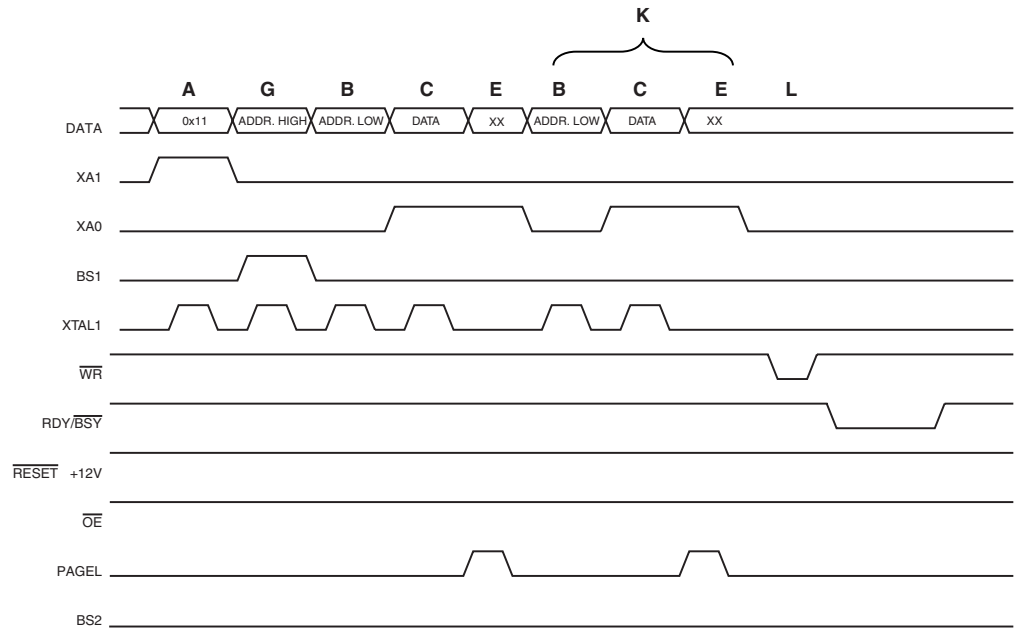 K
A G B C E B C E L
DATA 0x11 ADDR. HIGH ADDR. LOW DATA XX ADDR. LOW DATA XX
XA1
XA0
BS1
XTAL1
WR
RDY/BSY
RESET +12V
OE
PAGEL
BS2